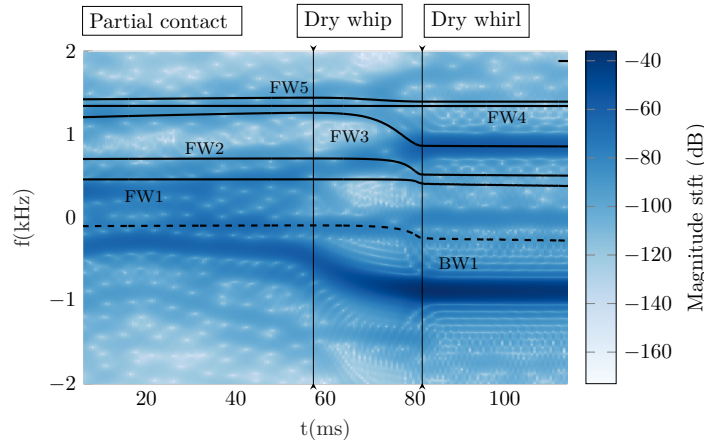 Partial contact
Dry whip
Dry whirl
2
1
0
−1
−2
f(kHz)
FW5
FW4
FW3
FW2
FW1
BW1
20
40
60
80
100
t(ms)
−40
−60
−80
−100
−120
−140
−160
Magnitude stft (dB)